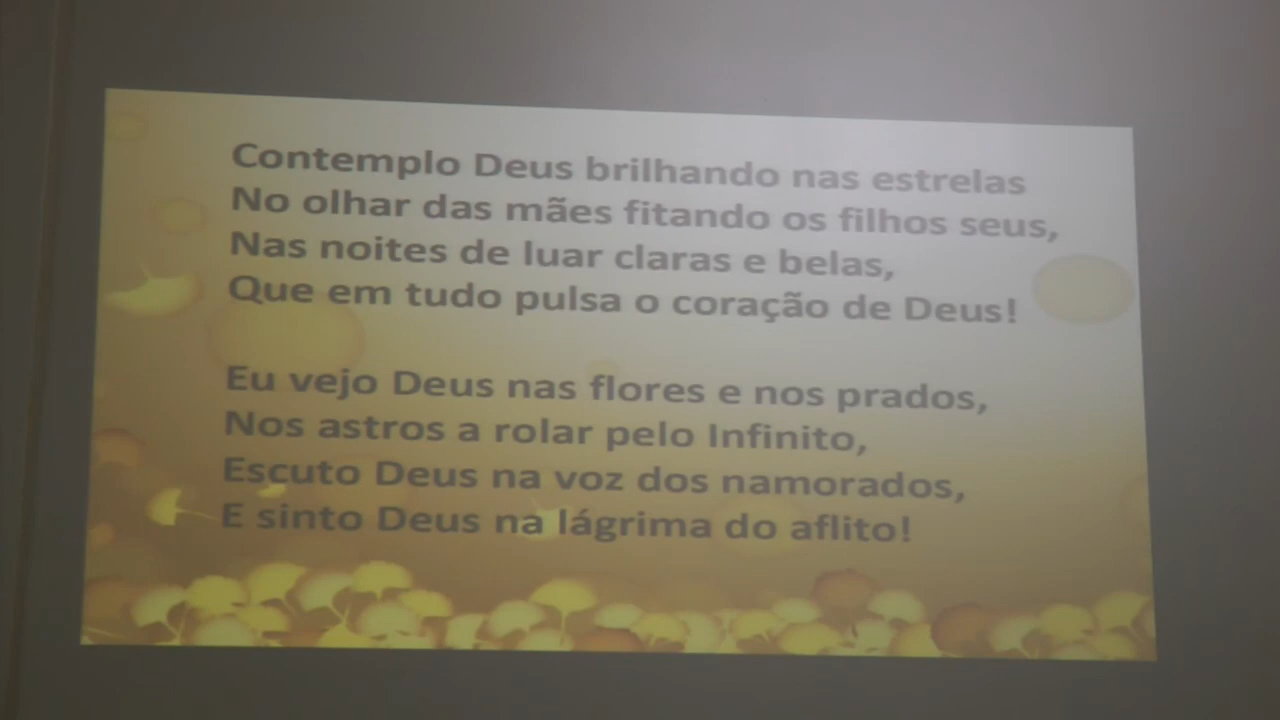 Contemplo Deus brilhando nas estrelas
No olhar das mães fitando os filhos seus,
Nas noites de luar claras e belas,
Que em tudo pulsa o coração de Deus!
Eu vejo Deus nas flores e nos prados,
Nos astros a rolar pelo Infinito,
Escuto Deus na voz dos namorados,
E sinto Deus na lágrima do aflito!